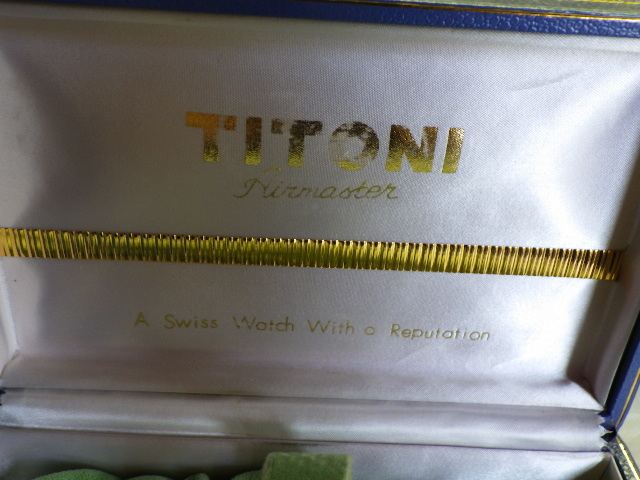 TITONI
Airmaster
A Swiss Watch With a Reputation